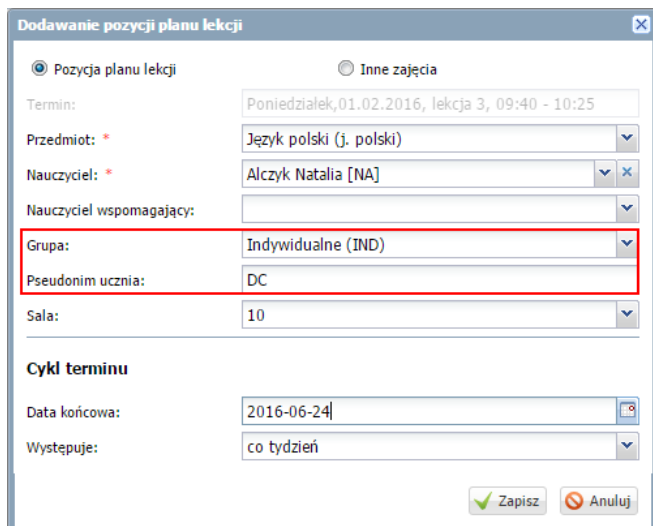 Dodawanie pozycji planu lekcji
Pozycja planu lekcji Inne zajęcia
Termin: Poniedziałek,01.02.2016, lekcja 3, 09:40 - 10:25
Przedmiot: * Język polski (j. polski)
Nauczyciel: * Alczyk Natalia [NA]
Nauczyciel wspomagający:
Grupa: Indywidualne (IND)
Pseudonim ucznia: DC
Sala: 10
Cykl terminu
Data końcowa: 2016-06-24
Występuje: co tydzień
Zapisz Anuluj